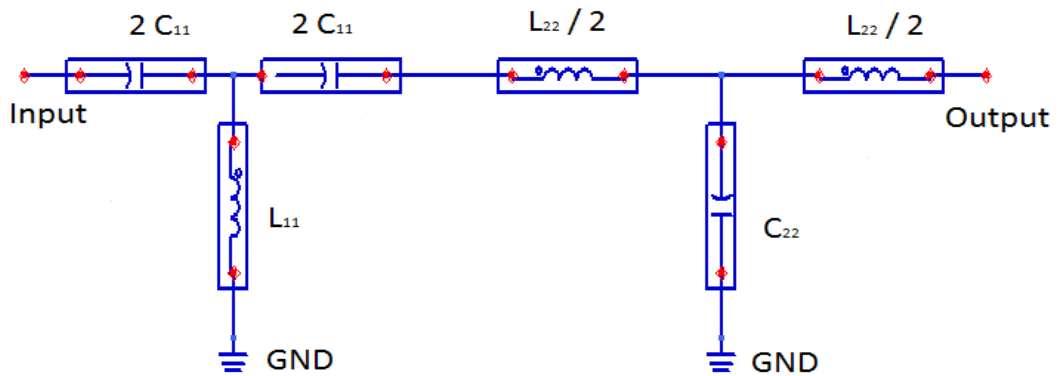 2 C₁₁
2 C₁₁
L₂₂ / 2
L₂₂ / 2
Input
Output
L₁₁
C₂₂
GND
GND